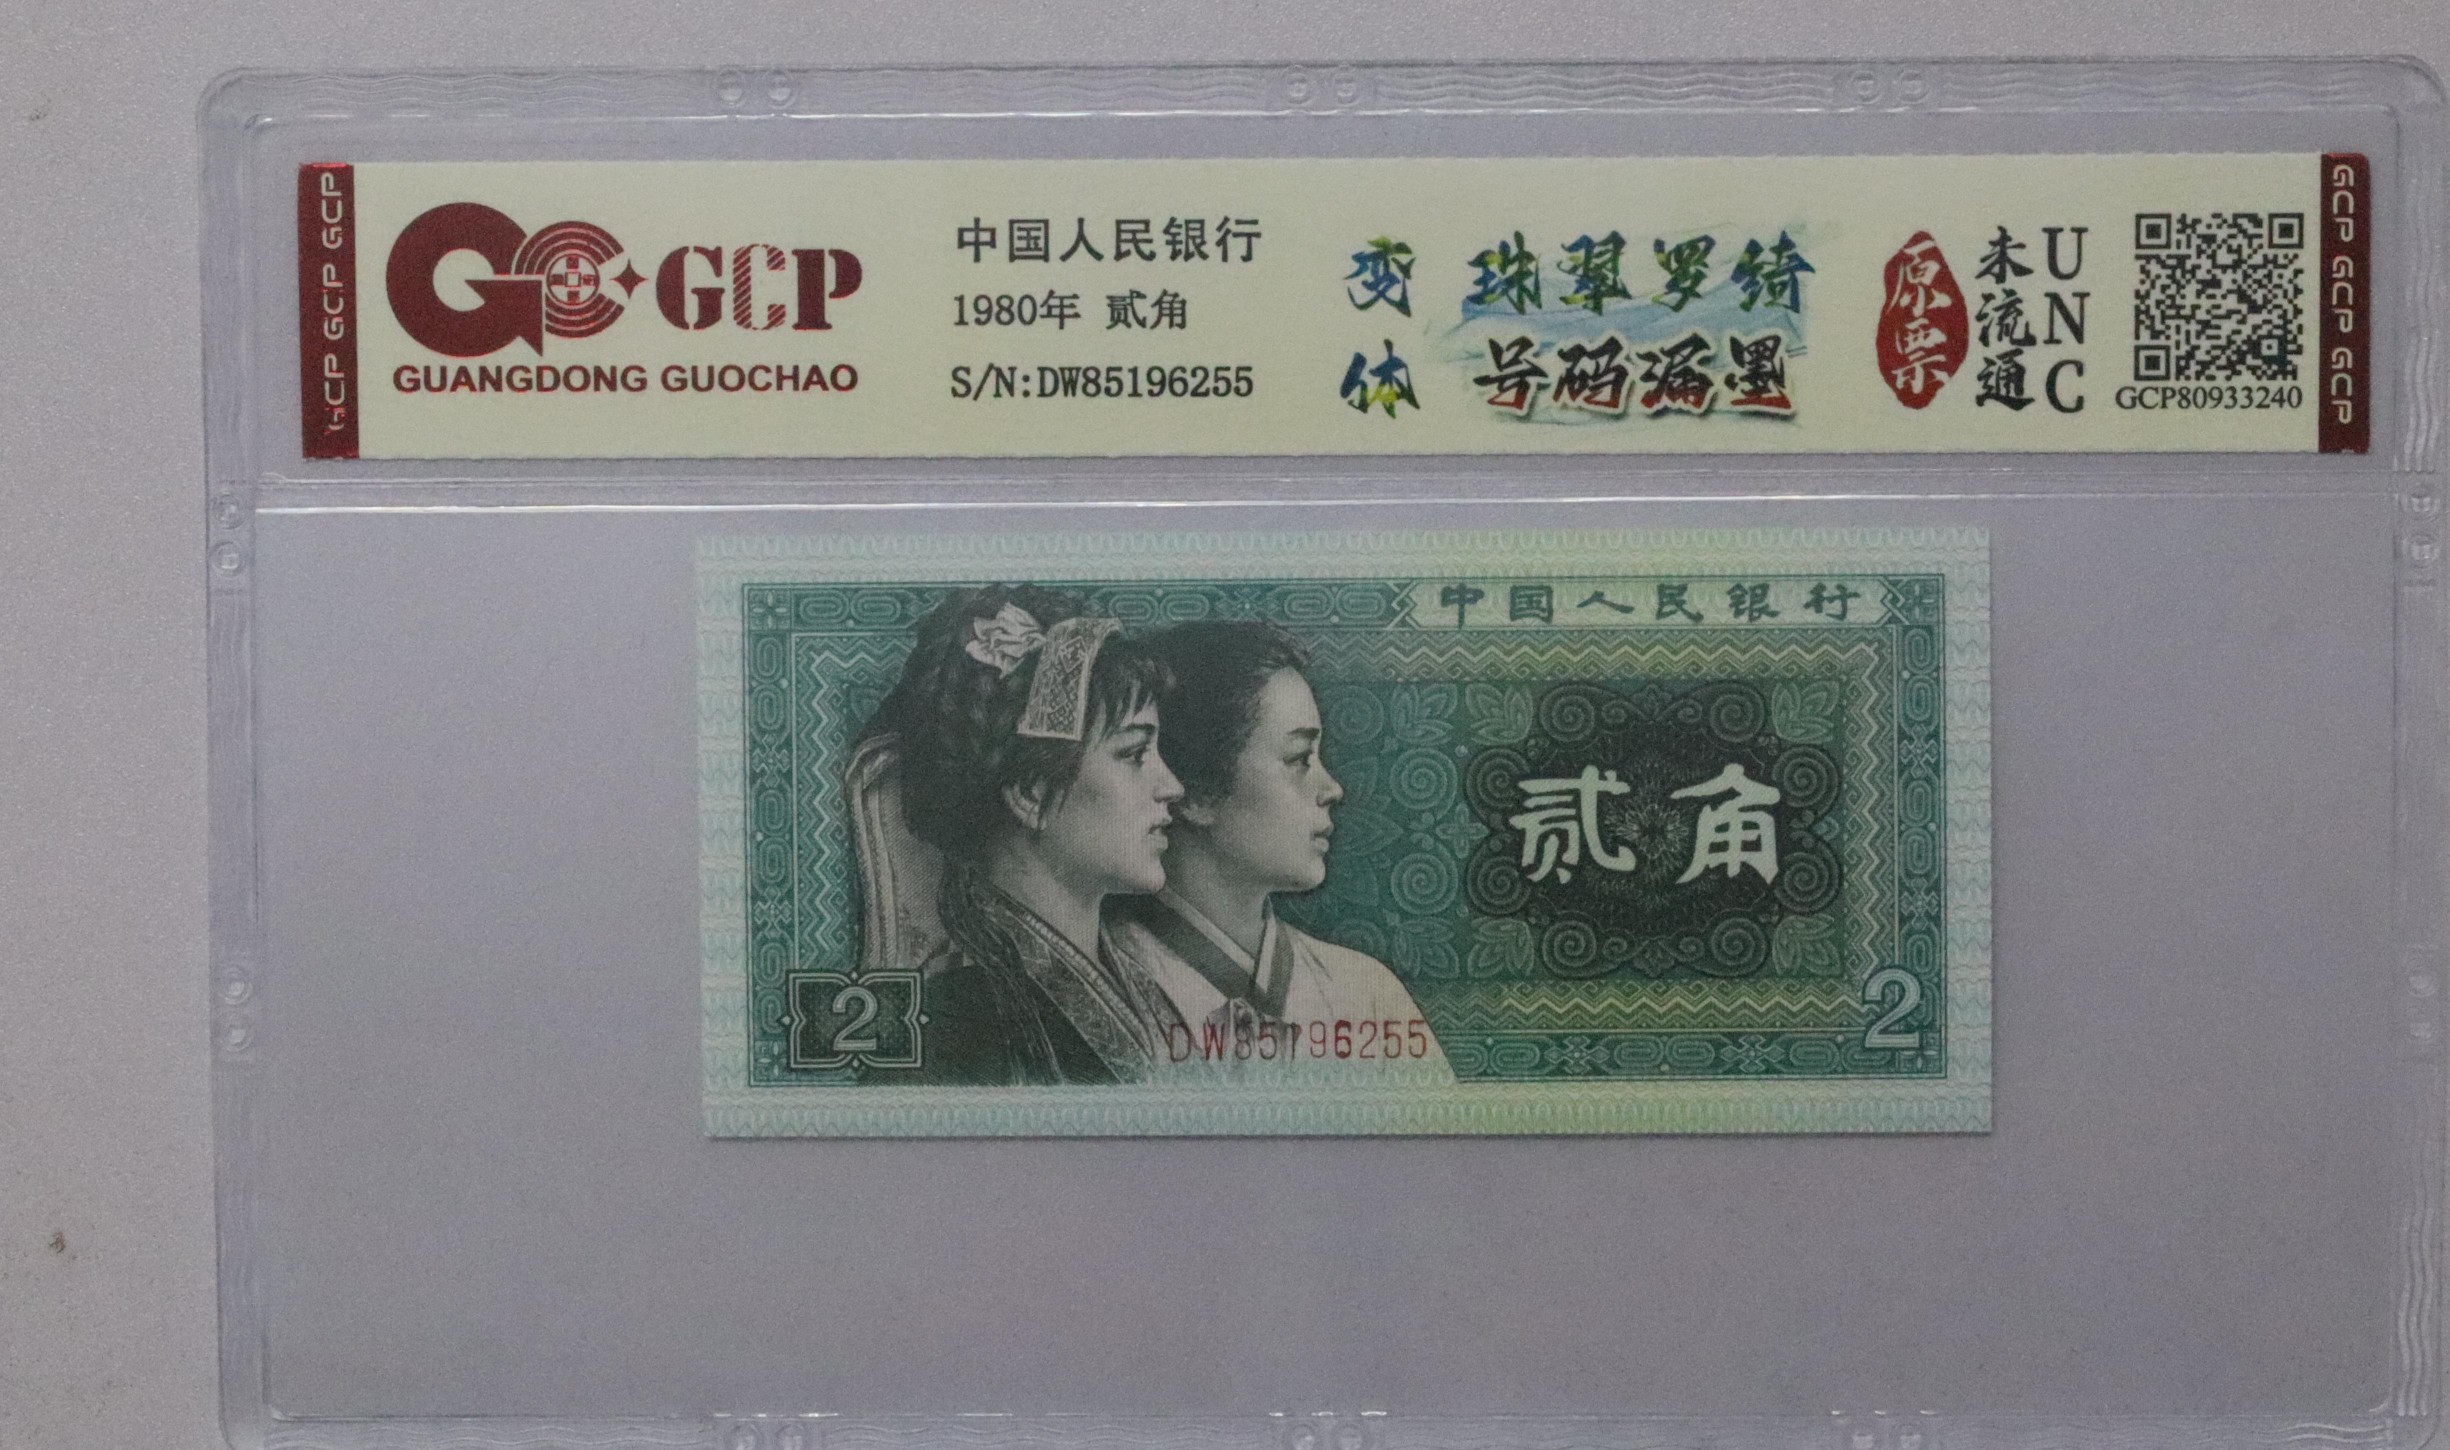 GCP GCP GCP
GCP
GUANGDONG GUOCHAO
中国人民银行
1980年 贰角
S/N:DW85196255
变体
珠翠罗绮
号码漏墨
原票
未流通
UNC
GCP80933240
GCP GCP GCP
中国人民银行
贰角
2
DW85196255
2